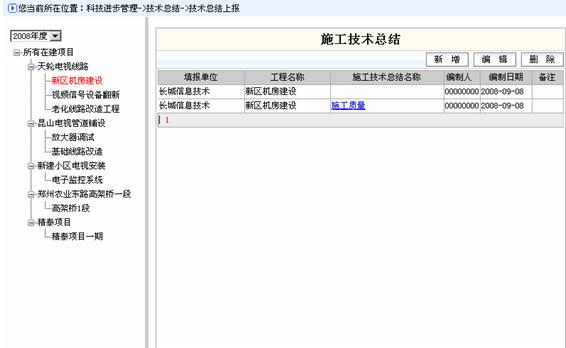 您当前所在位置：科技进步管理->技术总结->技术总结上报
2008年度
所有在建项目
天轮电视线路
新区机房建设
视频信号设备翻新
老化线路改造工程
昆山电视管道铺设
放大器调试
基础线路改造
新建小区电视安装
电子监控系统
郑州农业东路高架桥一段
高架桥1段
精泰项目
精泰项目一期
施工技术总结
新 增 编 辑 删 除
填报单位 工程名称 施工技术总结名称 编制人 编制日期 备注
长城信息技术 新区机房建设 00000000 2008-09-08
长城信息技术 新区机房建设 施工质量 00000000 2008-09-08
1